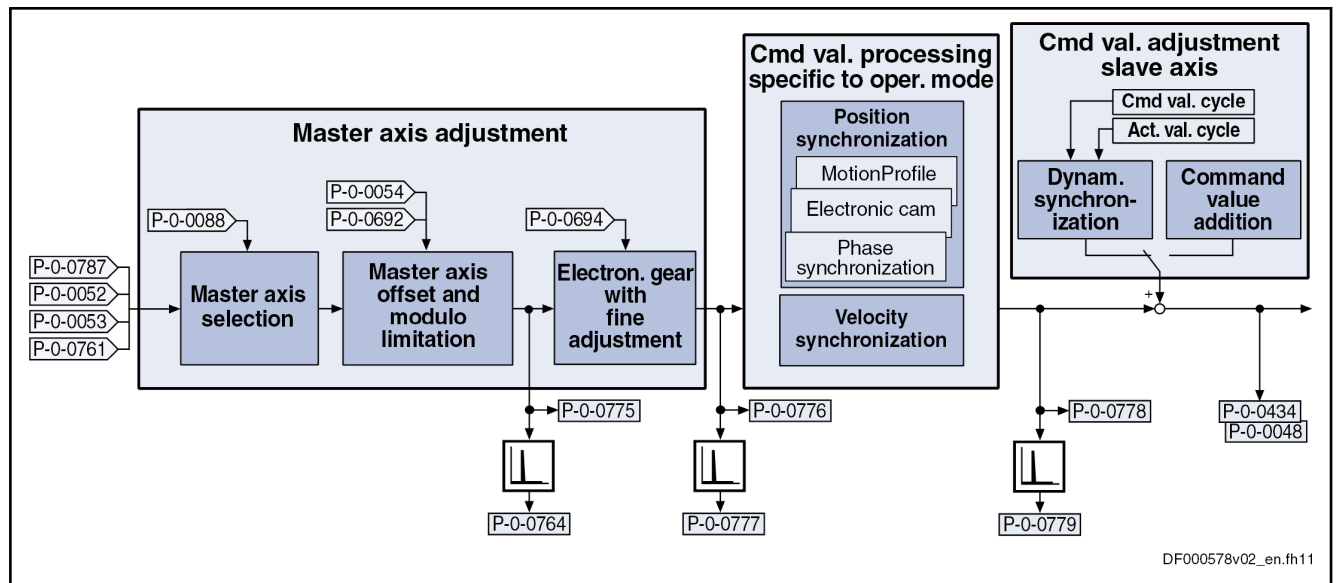 Master axis adjustment
P-0-0088
P-0-0054
P-0-0692
P-0-0694
P-0-0787
P-0-0052
P-0-0053
P-0-0761
Master axis
selection
Master axis
offset and
modulo
limitation
Electron. gear
with
fine
adjustment
Cmd val. processing
specific to oper. mode
Position
synchronization
MotionProfile
Electronic cam
Phase
synchronization
Velocity
synchronization
Cmd val. adjustment
slave axis
Cmd val. cycle
Act. val. cycle
Dynam.
synchron-
ization
Command
value
addition
+
P-0-0775
P-0-0776
P-0-0778
P-0-0434
P-0-0048
P-0-0764
P-0-0777
P-0-0779
DF000578v02_en.fh11